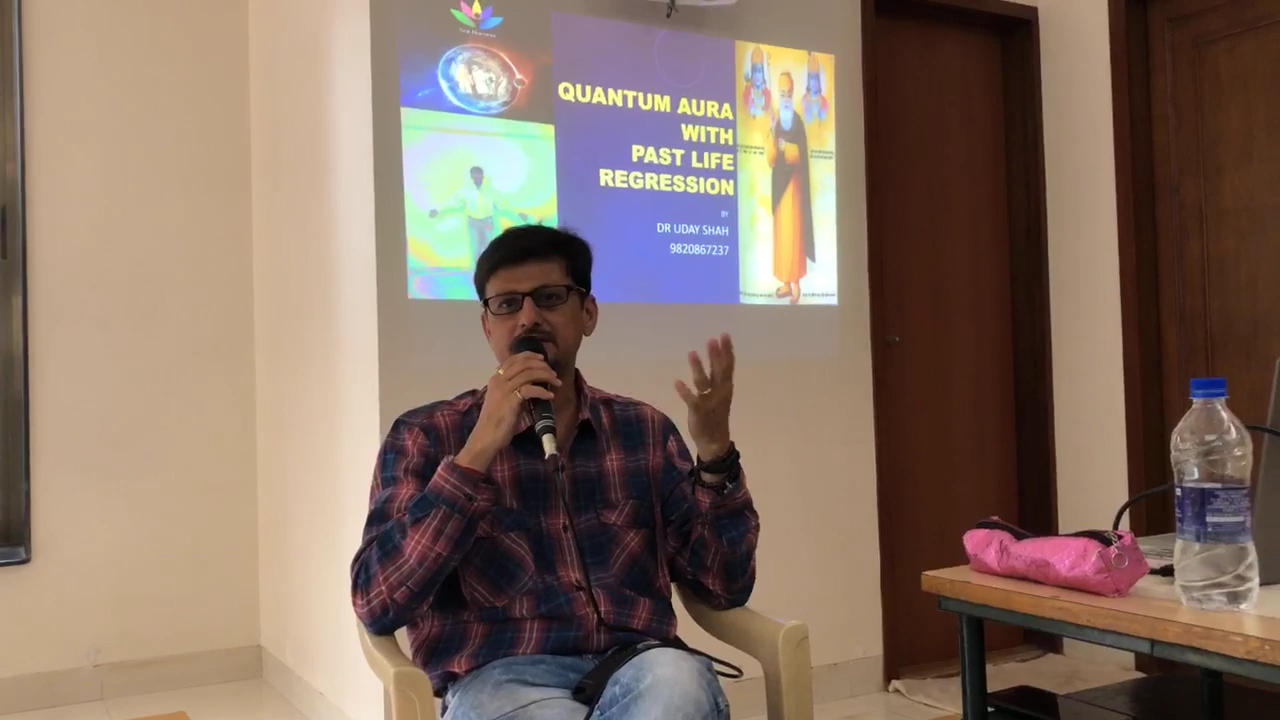 QUANTUM AURA
WITH
PAST LIFE
REGRESSION
BY
DR UDAY SHAH
9820867237